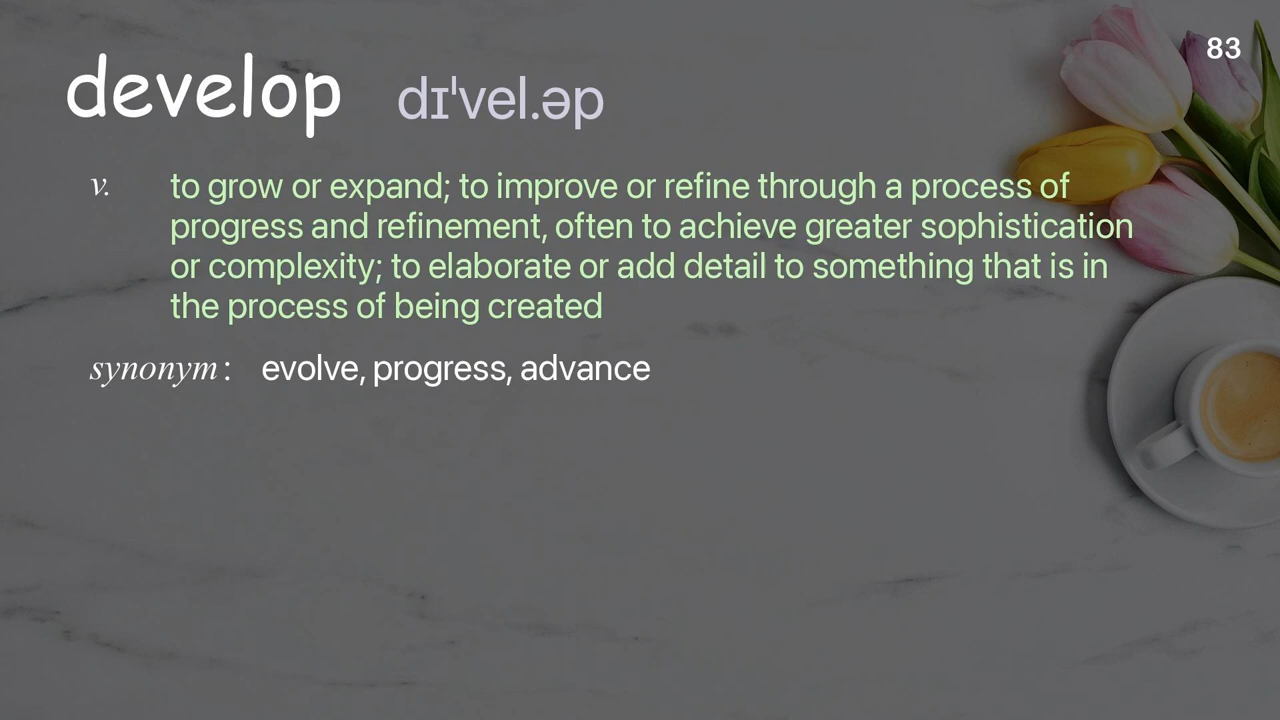 83
develop dɪˈvel.əp
v. to grow or expand; to improve or refine through a process of
progress and refinement, often to achieve greater sophistication
or complexity; to elaborate or add detail to something that is in
the process of being created
synonym: evolve, progress, advance